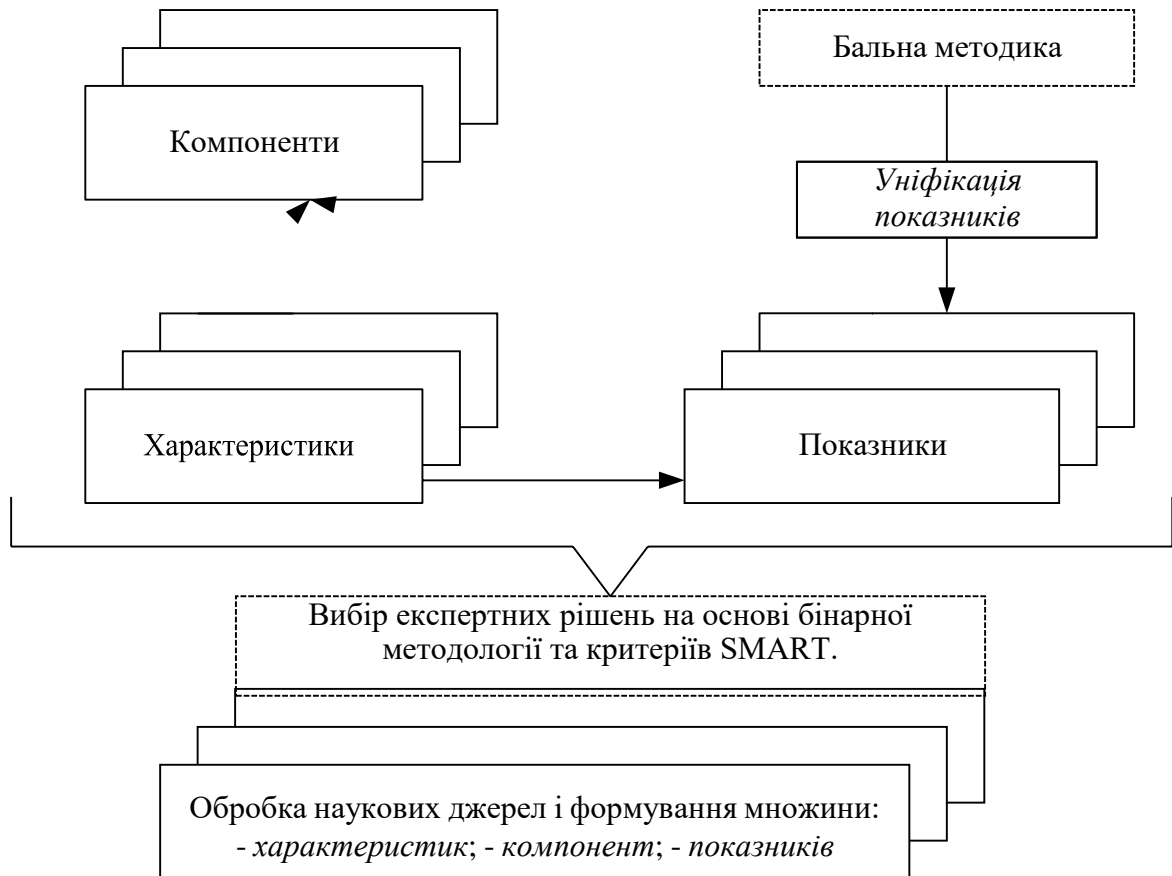 Компоненти
Бальна методика
Уніфікація
показників
Характеристики
Показники
Вибір експертних рішень на основі бінарної
методології та критеріїв SMART.
Обробка наукових джерел і формування множини:
- характеристик; - компонент; - показників